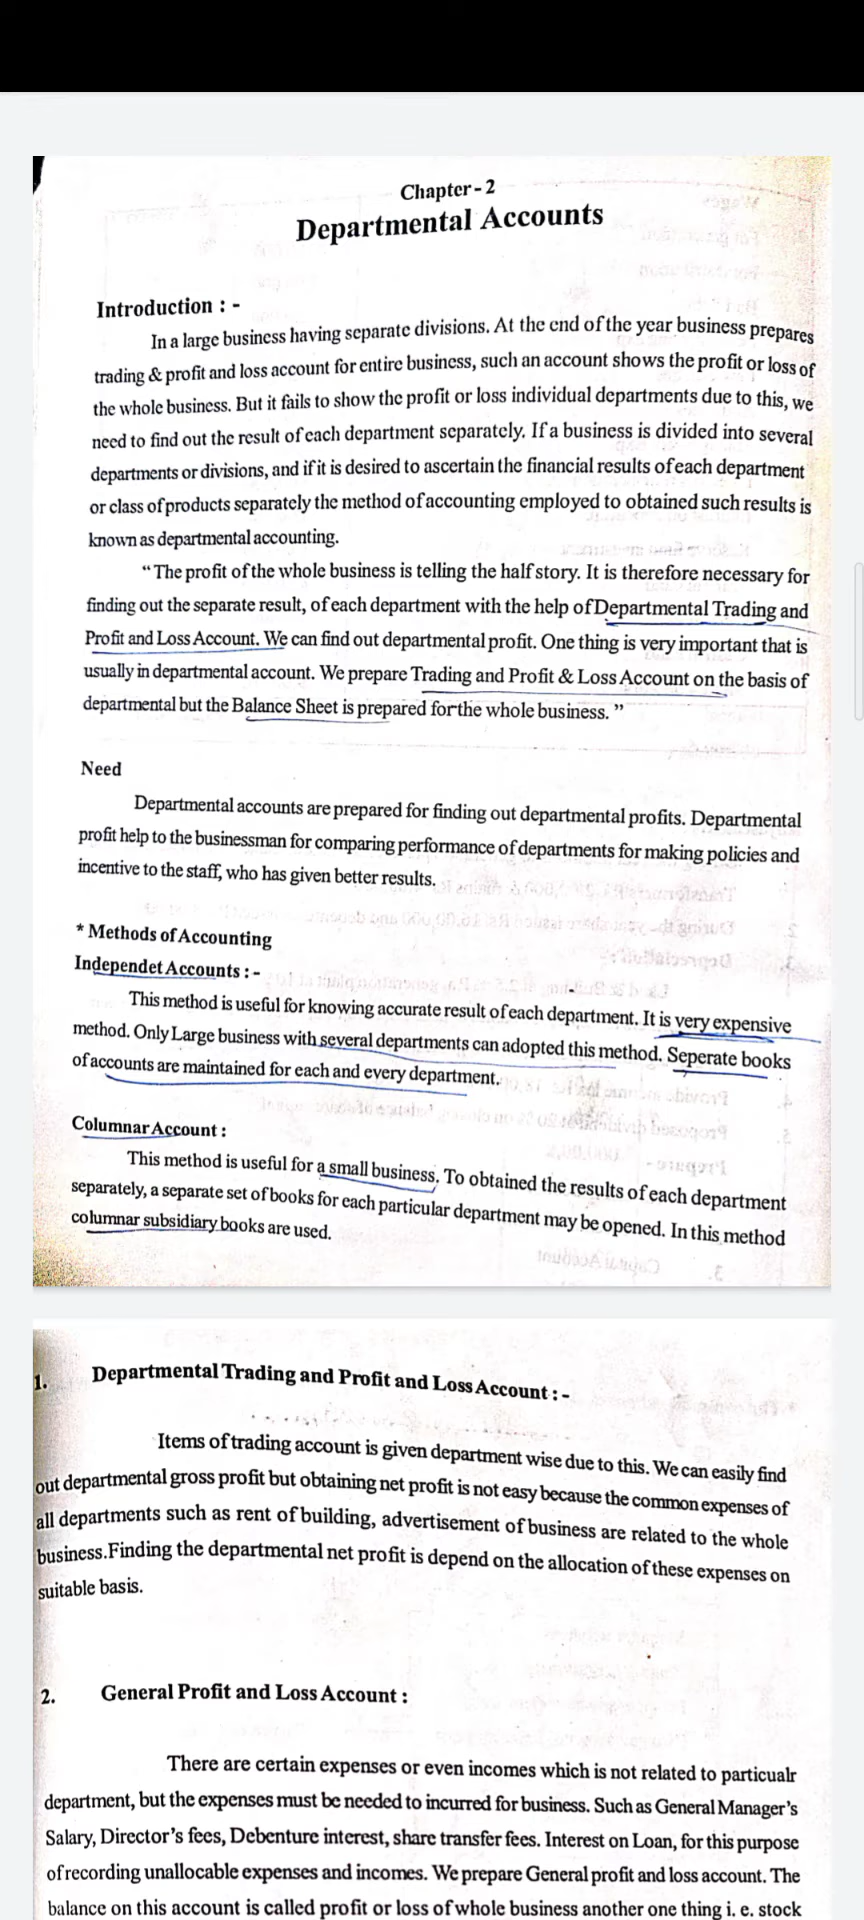 Chapter - 2
Departmental Accounts
Introduction : -
In a large business having separate divisions. At the end of the year business prepares
trading & profit and loss account for entire business, such an account shows the profit or loss of
the whole business. But it fails to show the profit or loss individual departments due to this, we
need to find out the result of each department separately. If a business is divided into several
departments or divisions, and if it is desired to ascertain the financial results of each department
or class of products separately the method of accounting employed to obtained such results is
known as departmental accounting.
“The profit of the whole business is telling the half story. It is therefore necessary for
finding out the separate result, of each department with the help of Departmental Trading and
Profit and Loss Account. We can find out departmental profit. One thing is very important that is
usually in departmental account. We prepare Trading and Profit & Loss Account on the basis of
departmental but the Balance Sheet is prepared for the whole business. ”
Need
Departmental accounts are prepared for finding out departmental profits. Departmental
profit help to the businessman for comparing performance of departments for making policies and
incentive to the staff, who has given better results.
* Methods of Accounting
Independet Accounts : -
This method is useful for knowing accurate result of each department. It is very expensive
method. Only Large business with several departments can adopted this method. Seperate books
of accounts are maintained for each and every department.
Columnar Account :
This method is useful for a small business. To obtained the results of each department
separately, a separate set of books for each particular department may be opened. In this method
columnar subsidiary books are used.
1. Departmental Trading and Profit and Loss Account : -
Items of trading account is given department wise due to this. We can easily find
out departmental gross profit but obtaining net profit is not easy because the common expenses of
all departments such as rent of building, advertisement of business are related to the whole
business.Finding the departmental net profit is depend on the allocation of these expenses on
suitable basis.
2. General Profit and Loss Account :
There are certain expenses or even incomes which is not related to particualr
department, but the expenses must be needed to incurred for business. Such as General Manager’s
Salary, Director’s fees, Debenture interest, share transfer fees. Interest on Loan, for this purpose
of recording unallocable expenses and incomes. We prepare General profit and loss account. The
balance on this account is called profit or loss of whole business another one thing i. e. stock